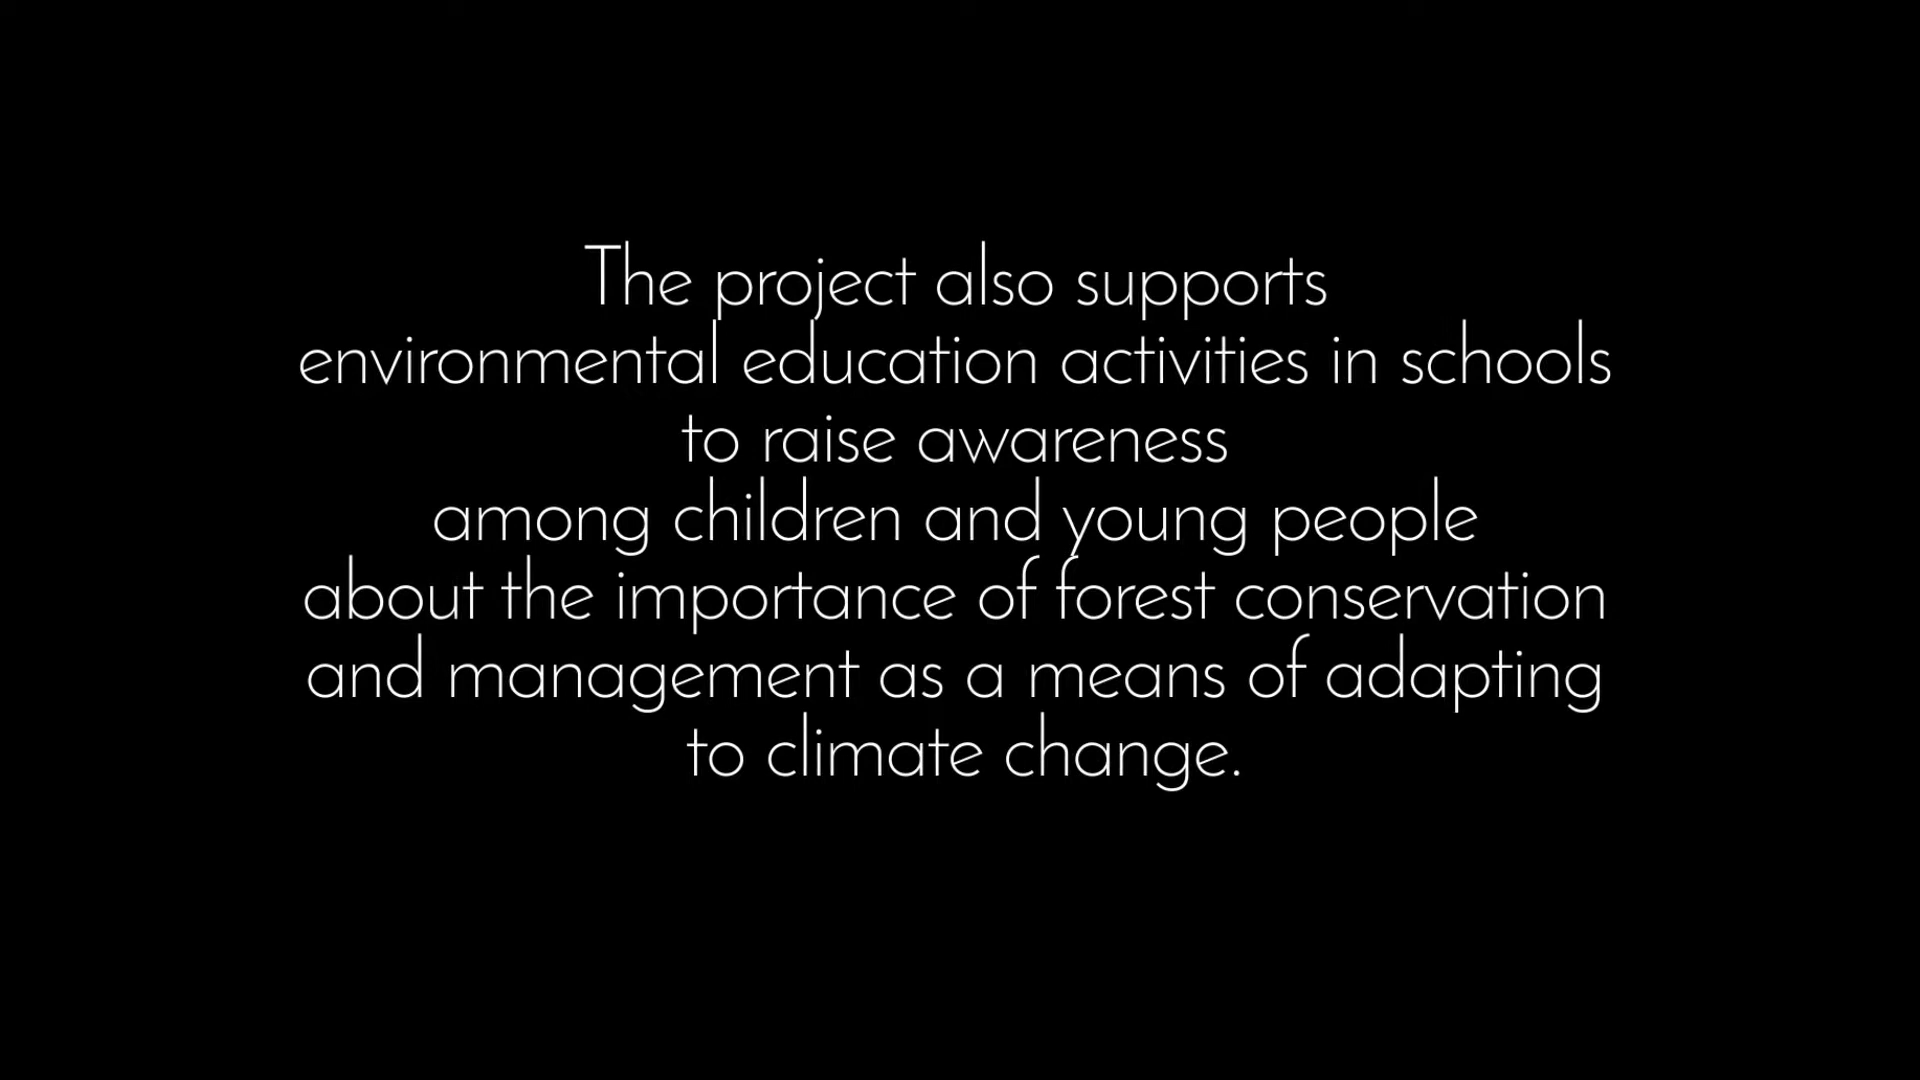 The project also supports
environmental education activities in schools
to raise awareness
among children and young people
about the importance of forest conservation
and management as a means of adapting
to climate change.